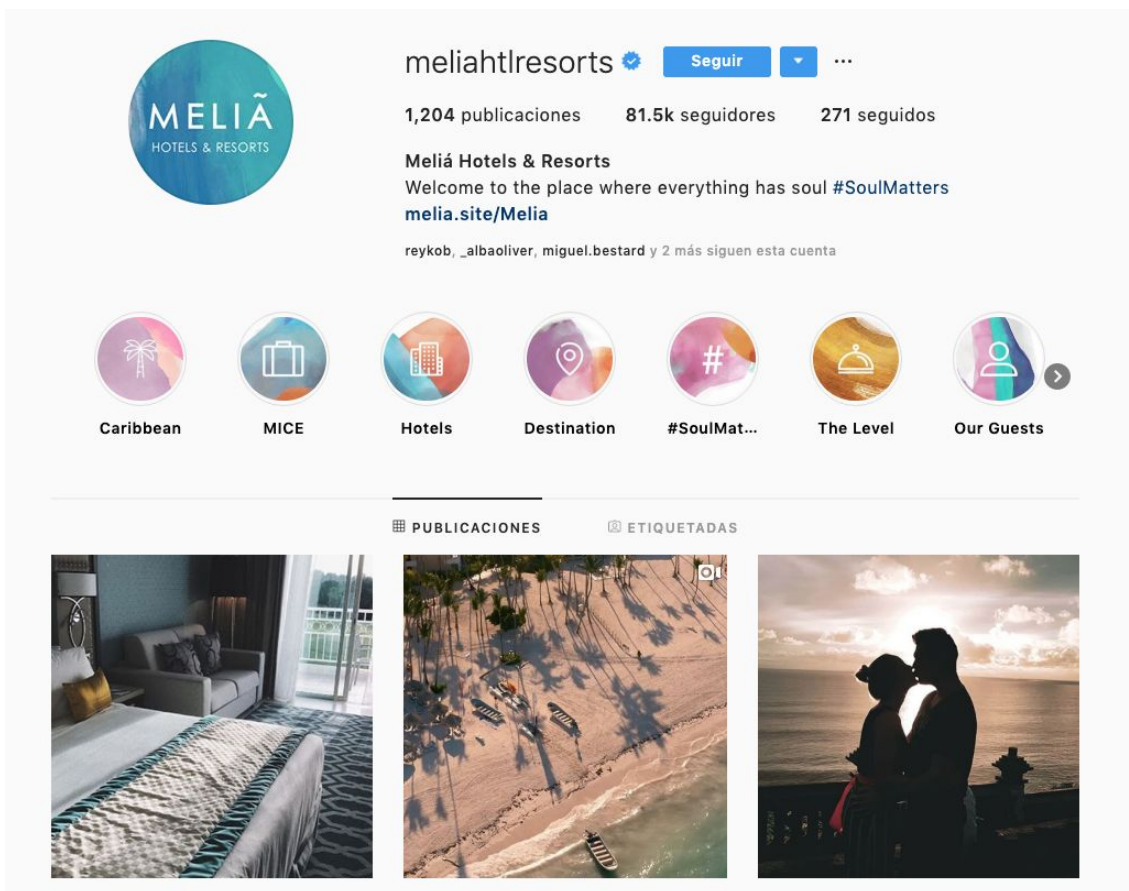 MELIÃ
HOTELS & RESORTS
meliahtlresorts Seguir ...
1,204 publicaciones 81.5k seguidores 271 seguidos
Meliá Hotels & Resorts
Welcome to the place where everything has soul #SoulMatters
melia.site/Melia
reykob, _albaoliver, miguel.bestard y 2 más siguen esta cuenta
#
Caribbean MICE Hotels Destination #SoulMat... The Level Our Guests
PUBLICACIONES ETIQUETADAS